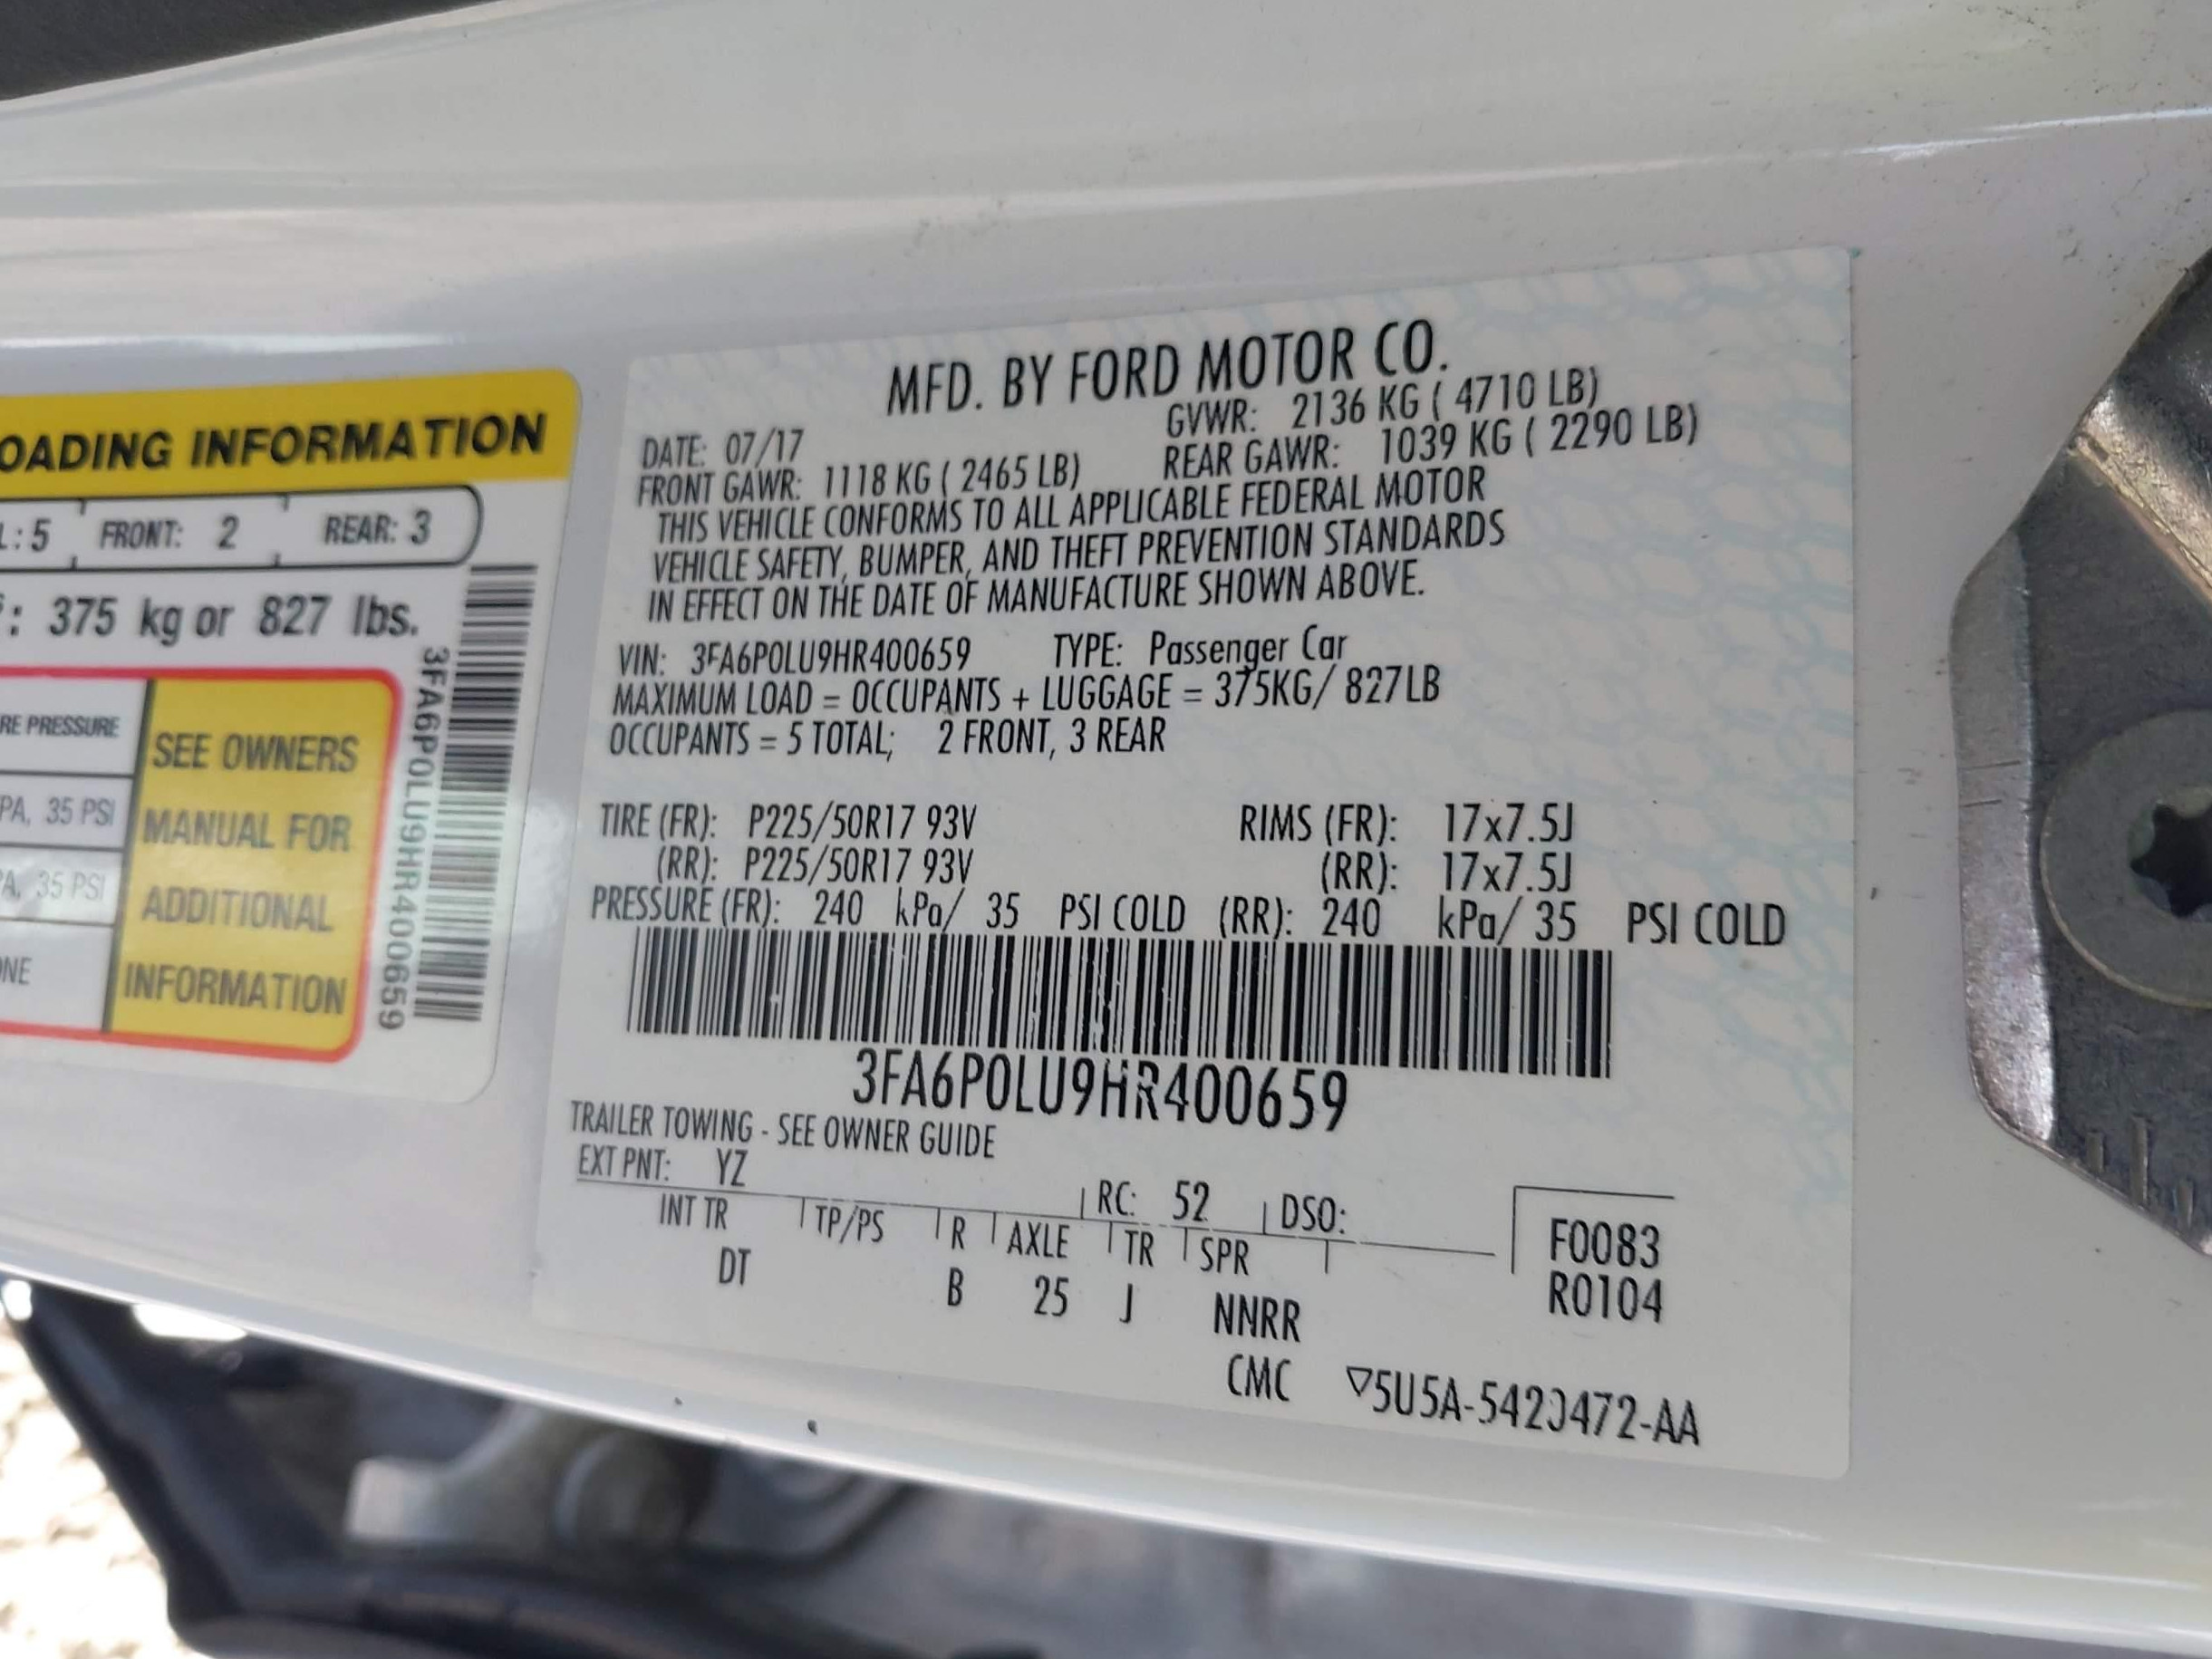 OADING INFORMATION
L: 5 FRONT: 2 REAR: 3
: 375 kg or 827 lbs.
RE PRESSURE
PA, 35 PSI
A, 35 PSI
NE
SEE OWNERS
MANUAL FOR
ADDITIONAL
INFORMATION
3FA6P0LU9HR400659
MFD. BY FORD MOTOR CO.
DATE: 07/17 GVWR: 2136 KG ( 4710 LB)
FRONT GAWR: 1118 KG ( 2465 LB) REAR GAWR: 1039 KG ( 2290 LB)
THIS VEHICLE CONFORMS TO ALL APPLICABLE FEDERAL MOTOR
VEHICLE SAFETY, BUMPER, AND THEFT PREVENTION STANDARDS
IN EFFECT ON THE DATE OF MANUFACTURE SHOWN ABOVE.
VIN: 3FA6P0LU9HR400659 TYPE: Passenger Car
MAXIMUM LOAD = OCCUPANTS + LUGGAGE = 375KG/ 827LB
OCCUPANTS = 5 TOTAL; 2 FRONT, 3 REAR
TIRE (FR): P225/50R17 93V RIMS (FR): 17x7.5J
(RR): P225/50R17 93V (RR): 17x7.5J
PRESSURE (FR): 240 kPa/ 35 PSI COLD (RR): 240 kPa/ 35 PSI COLD
3FA6P0LU9HR400659
TRAILER TOWING - SEE OWNER GUIDE
EXT PNT: YZ RC: 52 DSO:
INT TR TP/PS R AXLE TR SPR
DT B 25 J NNRR
F0083
R0104
CMC ▽5U5A-5420472-AA